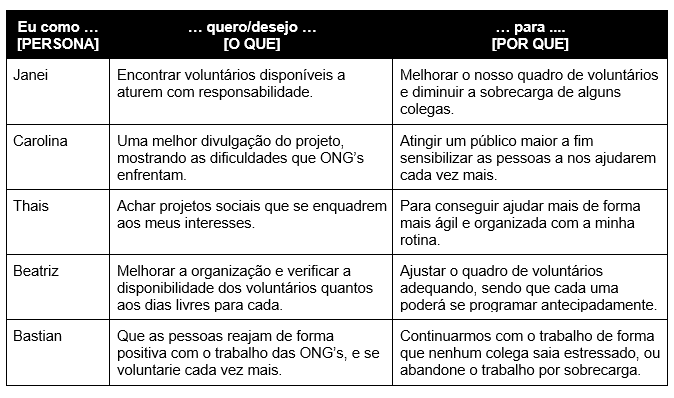 Eu como … … quero/desejo … … para ....
[PERSONA] [O QUE] [POR QUE]
Janei
Encontrar voluntários disponíveis a
aturem com responsabilidade.
Melhorar o nosso quadro de voluntários
e diminuir a sobrecarga de alguns
colegas.
Carolina
Uma melhor divulgação do projeto,
mostrando as dificuldades que ONG’s
enfrentam.
Atingir um público maior a fim
sensibilizar as pessoas a nos ajudarem
cada vez mais.
Thais
Achar projetos sociais que se enquadrem
aos meus interesses.
Para conseguir ajudar mais de forma
mais ágil e organizada com a minha
rotina.
Beatriz
Melhorar a organização e verificar a
disponibilidade dos voluntários quantos
aos dias livres para cada.
Ajustar o quadro de voluntários
adequando, sendo que cada uma
poderá se programar antecipadamente.
Bastian
Que as pessoas reajam de forma
positiva com o trabalho das ONG’s, e se
voluntarie cada vez mais.
Continuarmos com o trabalho de forma
que nenhum colega saia estressado, ou
abandone o trabalho por sobrecarga.